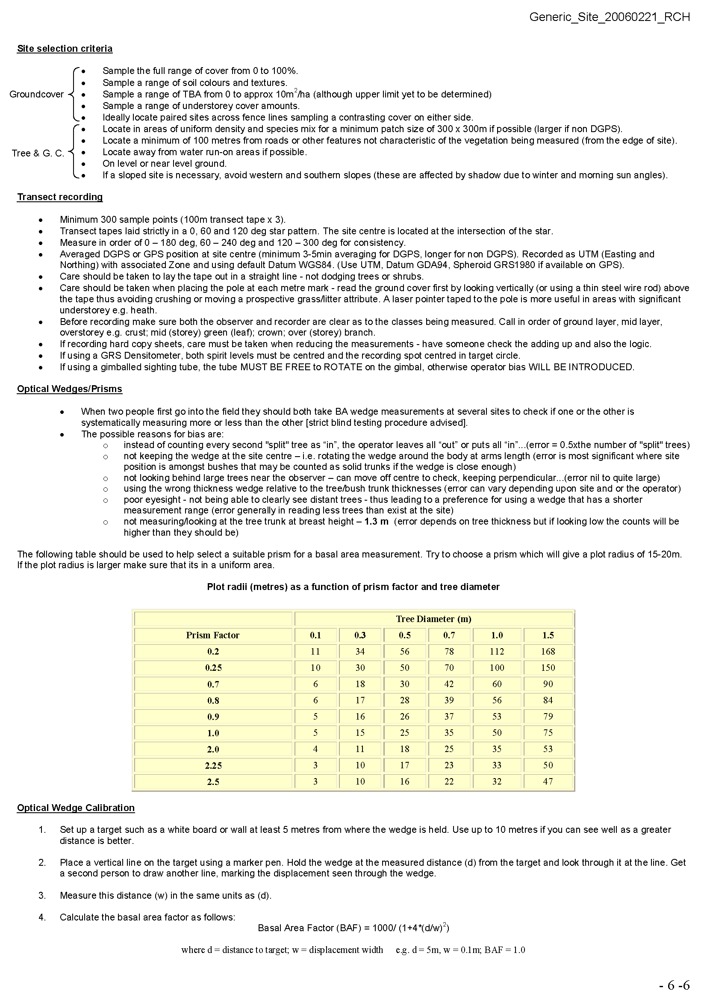 Generic_Site_20060221_RCH
Site selection criteria
Groundcover
• Sample the full range of cover from 0 to 100%.
• Sample a range of soil colours and textures.
• Sample a range of TBA from 0 to approx 10m2/ha (although upper limit yet to be determined)
• Sample a range of understorey cover amounts.
• Ideally locate paired sites across fence lines sampling a contrasting cover on either side.
Tree & G. C.
• Locate in areas of uniform density and species mix for a minimum patch size of 300 x 300m if possible (larger if non DGPS).
• Locate a minimum of 100 metres from roads or other features not characteristic of the vegetation being measured (from the edge of site).
• Locate away from water run-on areas if possible.
• On level or near level ground.
• If a sloped site is necessary, avoid western and southern slopes (these are affected by shadow due to winter and morning sun angles).
Transect recording
• Minimum 300 sample points (100m transect tape x 3).
• Transect tapes laid strictly in a 0, 60 and 120 deg star pattern. The site centre is located at the intersection of the star.
• Measure in order of 0 – 180 deg, 60 – 240 deg and 120 – 300 deg for consistency.
• Averaged DGPS or GPS position at site centre (minimum 3-5min averaging for DGPS, longer for non DGPS). Recorded as UTM (Easting and
Northing) with associated Zone and using default Datum WGS84. (Use UTM, Datum GDA94, Spheroid GRS1980 if available on GPS).
• Care should be taken to lay the tape out in a straight line - not dodging trees or shrubs.
• Care should be taken when placing the pole at each metre mark - read the ground cover first by looking vertically (or using a thin steel wire rod) above
the tape thus avoiding crushing or moving a prospective grass/litter attribute. A laser pointer taped to the pole is more useful in areas with significant
understorey e.g. heath.
• Before recording make sure both the observer and recorder are clear as to the classes being measured. Call in order of ground layer, mid layer,
overstorey e.g. crust; mid (storey) green (leaf); crown; over (storey) branch.
• If recording hard copy sheets, care must be taken when reducing the measurements - have someone check the adding up and also the logic.
• If using a GRS Densitometer, both spirit levels must be centred and the recording spot centred in target circle.
• If using a gimballed sighting tube, the tube MUST BE FREE to ROTATE on the gimbal, otherwise operator bias WILL BE INTRODUCED.
Optical Wedges/Prisms
• When two people first go into the field they should both take BA wedge measurements at several sites to check if one or the other is
systematically measuring more or less than the other [strict blind testing procedure advised].
• The possible reasons for bias are:
o instead of counting every second "split" tree as “in”, the operator leaves all “out” or puts all “in”...(error = 0.5xthe number of "split" trees)
o not keeping the wedge at the site centre – i.e. rotating the wedge around the body at arms length (error is most significant where site
position is amongst bushes that may be counted as solid trunks if the wedge is close enough)
o not looking behind large trees near the observer – can move off centre to check, keeping perpendicular...(error nil to quite large)
o using the wrong thickness wedge relative to the tree/bush trunk thicknesses (error can vary depending upon site and or the operator)
o poor eyesight - not being able to clearly see distant trees - thus leading to a preference for using a wedge that has a shorter
measurement range (error generally in reading less trees than exist at the site)
o not measuring/looking at the tree trunk at breast height – 1.3 m (error depends on tree thickness but if looking low the counts will be
higher than they should be)
The following table should be used to help select a suitable prism for a basal area measurement. Try to choose a prism which will give a plot radius of 15-20m.
If the plot radius is larger make sure that its in a uniform area.
Plot radii (metres) as a function of prism factor and tree diameter
Tree Diameter (m)
Prism Factor 0.1 0.3 0.5 0.7 1.0 1.5
0.2 11 34 56 78 112 168
0.25 10 30 50 70 100 150
0.7 6 18 30 42 60 90
0.8 6 17 28 39 56 84
0.9 5 16 26 37 53 79
1.0 5 15 25 35 50 75
2.0 4 11 18 25 35 53
2.25 3 10 17 23 33 50
2.5 3 10 16 22 32 47
Optical Wedge Calibration
1. Set up a target such as a white board or wall at least 5 metres from where the wedge is held. Use up to 10 metres if you can see well as a greater
distance is better.
2. Place a vertical line on the target using a marker pen. Hold the wedge at the measured distance (d) from the target and look through it at the line. Get
a second person to draw another line, marking the displacement seen through the wedge.
3. Measure this distance (w) in the same units as (d).
4. Calculate the basal area factor as follows:
Basal Area Factor (BAF) = 1000/ (1+4*(d/w)2)
where d = distance to target; w = displacement width e.g. d = 5m, w = 0.1m; BAF = 1.0
- 6 -6